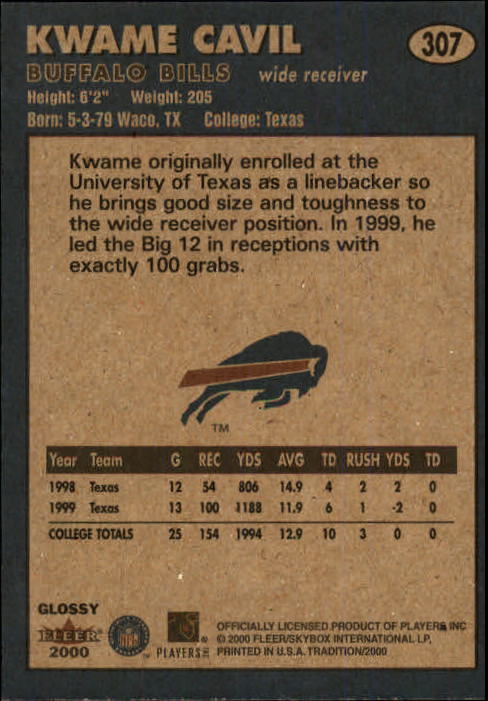 KWAME CAVIL
307
BUFFALO BILLS wide receiver
Height: 6'2" Weight: 205
Born: 5-3-79 Waco, TX College: Texas
Kwame originally enrolled at the
University of Texas as a linebacker so
he brings good size and toughness to
the wide receiver position. In 1999, he
led the Big 12 in receptions with
exactly 100 grabs.
TM
Year Team G REC YDS AVG TD RUSH YDS TD
1998 Texas 12 54 806 14.9 4 2 2 0
1999 Texas 13 100 1188 11.9 6 1 -2 0
COLLEGE TOTALS 25 154 1994 12.9 10 3 0 0
GLOSSY
FLEER
2000
PLAYERS INC
OFFICIALLY LICENSED PRODUCT OF PLAYERS INC
© 2000 FLEER/SKYBOX INTERNATIONAL LP,
PRINTED IN U.S.A. TRADITION/2000